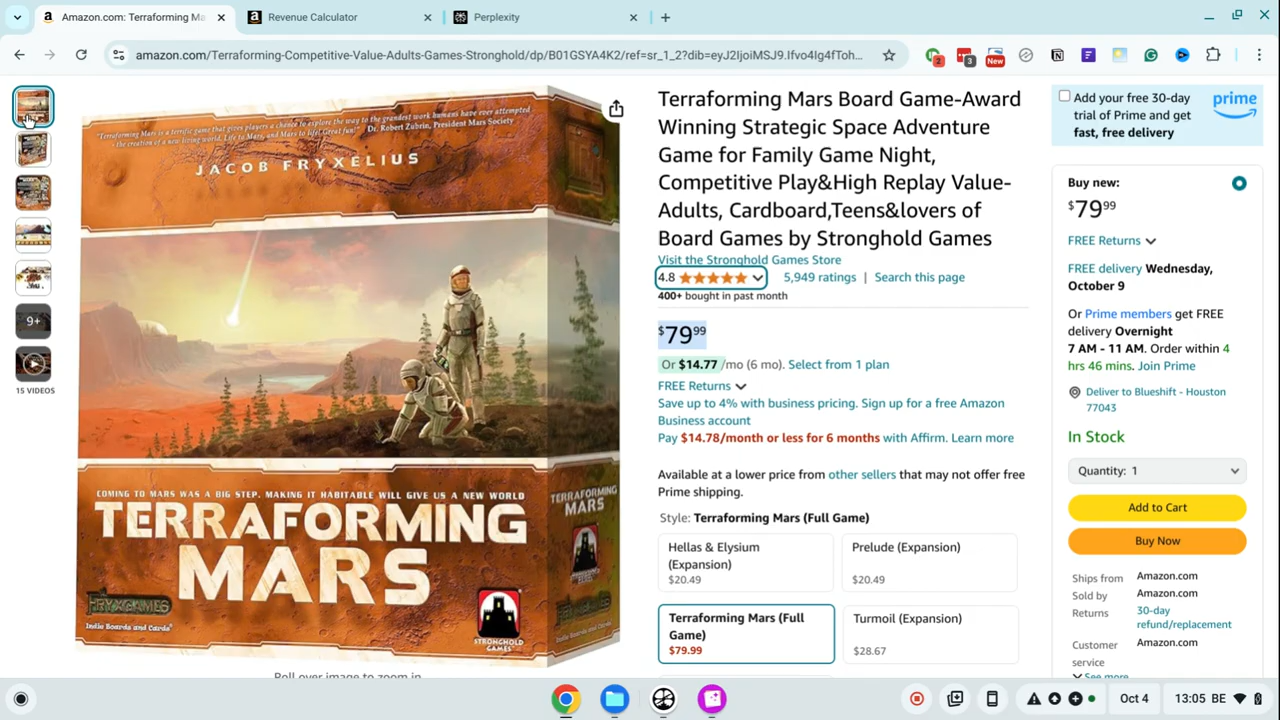 Amazon.com: Terraforming Ma
Revenue Calculator
Perplexity
amazon.com/Terraforming-Competitive-Value-Adults-Games-Stronghold/dp/B01GSYA4K2/ref=sr_1_2?dib=eyJ2IjoiMSJ9.Ifvo4Ig4fToh...
2
3
New
"Terraforming Mars is a terrific game that gives players a chance to explore the way to the grandest work humans have ever attempted
- the creation of a new living world. Life to Mars, and Mars to life! Great fun!" Dr. Robert Zubrin, President Mars Society
JACOB FRYXELIUS
COMING TO MARS WAS A BIG STEP. MAKING IT HABITABLE WILL GIVE US A NEW WORLD
TERRAFORMING
MARS
FRYXGAMES
Indie Boards and Cards
STRONGHOLD
GAMES
TERRAFORMING
MARS
Indie Boards and Cards
9+
15 VIDEOS
Roll over image to zoom in
Terraforming Mars Board Game-Award
Winning Strategic Space Adventure
Game for Family Game Night,
Competitive Play&High Replay Value-
Adults, Cardboard,Teens&lovers of
Board Games by Stronghold Games
Visit the Stronghold Games Store
4.8 5,949 ratings | Search this page
400+ bought in past month
$79 99
Or $14.77 /mo (6 mo). Select from 1 plan
FREE Returns
Save up to 4% with business pricing. Sign up for a free Amazon
Business account
Pay $14.78/month or less for 6 months with Affirm. Learn more
Available at a lower price from other sellers that may not offer free
Prime shipping.
Style: Terraforming Mars (Full Game)
Hellas & Elysium
(Expansion)
$20.49
Prelude (Expansion)
$20.49
Terraforming Mars (Full
Game)
$79.99
Turmoil (Expansion)
$28.67
Add your free 30-day
trial of Prime and get
fast, free delivery
prime
Buy new:
$79 99
FREE Returns
FREE delivery Wednesday,
October 9
Or Prime members get FREE
delivery Overnight
7 AM - 11 AM. Order within 4
hrs 46 mins. Join Prime
Deliver to Blueshift - Houston
77043
In Stock
Quantity: 1
Add to Cart
Buy Now
Ships from Amazon.com
Sold by Amazon.com
Returns 30-day
refund/replacement
Customer Amazon.com
service
See more
Oct 4
13:05 BE